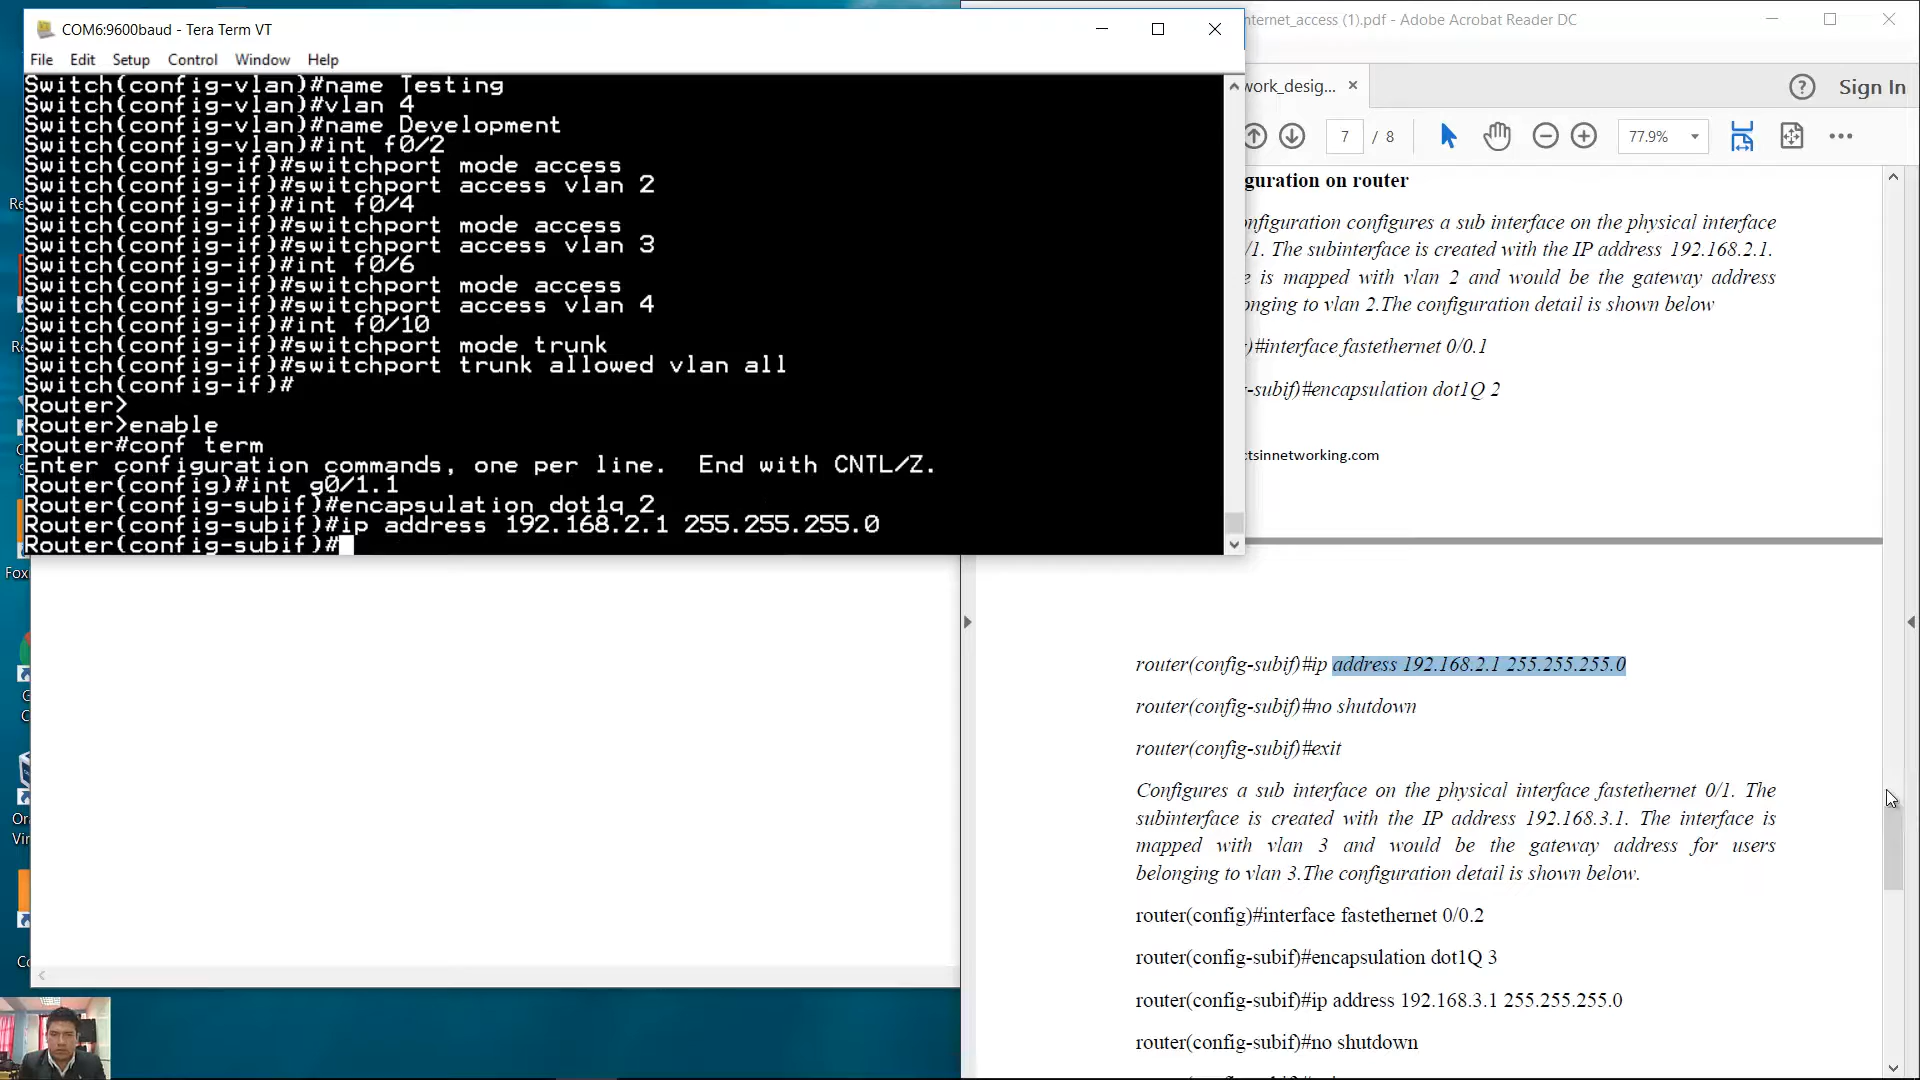 COM6:9600baud - Tera Term VT
File Edit Setup Control Window Help
Switch(config-vlan)#name Testing
Switch(config-vlan)#vlan 4
Switch(config-vlan)#name Development
Switch(config-vlan)#int f0/2
Switch(config-if)#switchport mode access
Switch(config-if)#switchport access vlan 2
Switch(config-if)#int f0/4
Switch(config-if)#switchport mode access
Switch(config-if)#switchport access vlan 3
Switch(config-if)#int f0/6
Switch(config-if)#switchport mode access
Switch(config-if)#switchport access vlan 4
Switch(config-if)#int f0/10
Switch(config-if)#switchport mode trunk
Switch(config-if)#switchport trunk allowed vlan all
Switch(config-if)#
Router>
Router>enable
Router#conf term
Enter configuration commands, one per line.  End with CNTL/Z.
Router(config)#int g0/1.1
Router(config-subif)#encapsulation dot1q 2
Router(config-subif)#ip address 192.168.2.1 255.255.255.0
Router(config-subif)#
nternet_access (1).pdf - Adobe Acrobat Reader DC
work_desig... × Sign In
7 / 8 77.9%
guration on router
nfiguration configures a sub interface on the physical interface
/1. The subinterface is created with the IP address 192.168.2.1.
e is mapped with vlan 2 and would be the gateway address
nging to vlan 2.The configuration detail is shown below
)#interface fastethernet 0/0.1
-subif)#encapsulation dot1Q 2
ctsinnetworking.com
router(config-subif)#ip address 192.168.2.1 255.255.255.0
router(config-subif)#no shutdown
router(config-subif)#exit
Configures a sub interface on the physical interface fastethernet 0/1. The
subinterface is created with the IP address 192.168.3.1. The interface is
mapped with vlan 3 and would be the gateway address for users
belonging to vlan 3.The configuration detail is shown below.
router(config)#interface fastethernet 0/0.2
router(config-subif)#encapsulation dot1Q 3
router(config-subif)#ip address 192.168.3.1 255.255.255.0
router(config-subif)#no shutdown
Re
Foxi
Vir